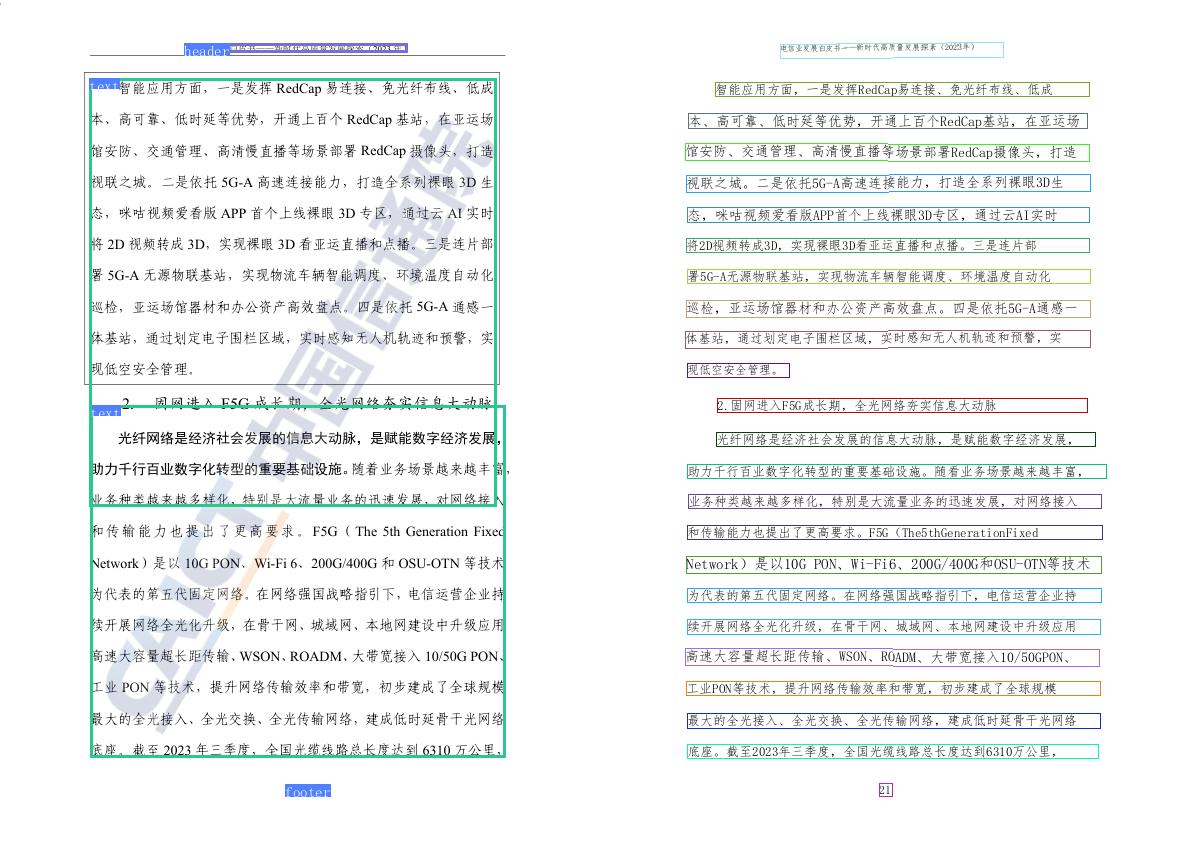 header 白皮书——新时代高质量发展探索（2023 年）
text
智能应用方面，一是发挥 RedCap 易连接、免光纤布线、低成
本、高可靠、低时延等优势，开通上百个 RedCap 基站，在亚运场
馆安防、交通管理、高清慢直播等场景部署 RedCap 摄像头，打造
视联之城。二是依托 5G-A 高速连接能力，打造全系列裸眼 3D 生
态，咪咕视频爱看版 APP 首个上线裸眼 3D 专区，通过云 AI 实时
将 2D 视频转成 3D，实现裸眼 3D 看亚运直播和点播。三是连片部
署 5G-A 无源物联基站，实现物流车辆智能调度、环境温度自动化
巡检，亚运场馆器材和办公资产高效盘点。四是依托 5G-A 通感一
体基站，通过划定电子围栏区域，实时感知无人机轨迹和预警，实
现低空安全管理。
2. 固网进入 F5G 成长期，全光网络夯实信息大动脉
text
光纤网络是经济社会发展的信息大动脉，是赋能数字经济发展，
助力千行百业数字化转型的重要基础设施。随着业务场景越来越丰富，
业务种类越来越多样化，特别是大流量业务的迅速发展，对网络接入
和传输能力也提出了更高要求。F5G（The 5th Generation Fixed
Network）是以 10G PON、Wi-Fi 6、200G/400G 和 OSU-OTN 等技术
为代表的第五代固定网络。在网络强国战略指引下，电信运营企业持
续开展网络全光化升级，在骨干网、城域网、本地网建设中升级应用
高速大容量超长距传输、WSON、ROADM、大带宽接入 10/50G PON、
工业 PON 等技术，提升网络传输效率和带宽，初步建成了全球规模
最大的全光接入、全光交换、全光传输网络，建成低时延骨干光网络
底座。截至 2023 年三季度，全国光缆线路总长度达到 6310 万公里，
footer
CAICT 中国信通院
电信业发展白皮书——新时代高质量发展探索（2023年）
智能应用方面，一是发挥RedCap易连接、免光纤布线、低成
本、高可靠、低时延等优势，开通上百个RedCap基站，在亚运场
馆安防、交通管理、高清慢直播等场景部署RedCap摄像头，打造
视联之城。二是依托5G-A高速连接能力，打造全系列裸眼3D生
态，咪咕视频爱看版APP首个上线裸眼3D专区，通过云AI实时
将2D视频转成3D，实现裸眼3D看亚运直播和点播。三是连片部
署5G-A无源物联基站，实现物流车辆智能调度、环境温度自动化
巡检，亚运场馆器材和办公资产高效盘点。四是依托5G-A通感一
体基站，通过划定电子围栏区域，实时感知无人机轨迹和预警，实
现低空安全管理。
2.固网进入F5G成长期，全光网络夯实信息大动脉
光纤网络是经济社会发展的信息大动脉，是赋能数字经济发展，
助力千行百业数字化转型的重要基础设施。随着业务场景越来越丰富，
业务种类越来越多样化，特别是大流量业务的迅速发展，对网络接入
和传输能力也提出了更高要求。F5G（The5thGenerationFixed
Network）是以10G PON、Wi-Fi6、200G/400G和OSU-OTN等技术
为代表的第五代固定网络。在网络强国战略指引下，电信运营企业持
续开展网络全光化升级，在骨干网、城域网、本地网建设中升级应用
高速大容量超长距传输、WSON、ROADM、大带宽接入10/50GPON、
工业PON等技术，提升网络传输效率和带宽，初步建成了全球规模
最大的全光接入、全光交换、全光传输网络，建成低时延骨干光网络
底座。截至2023年三季度，全国光缆线路总长度达到6310万公里，
21